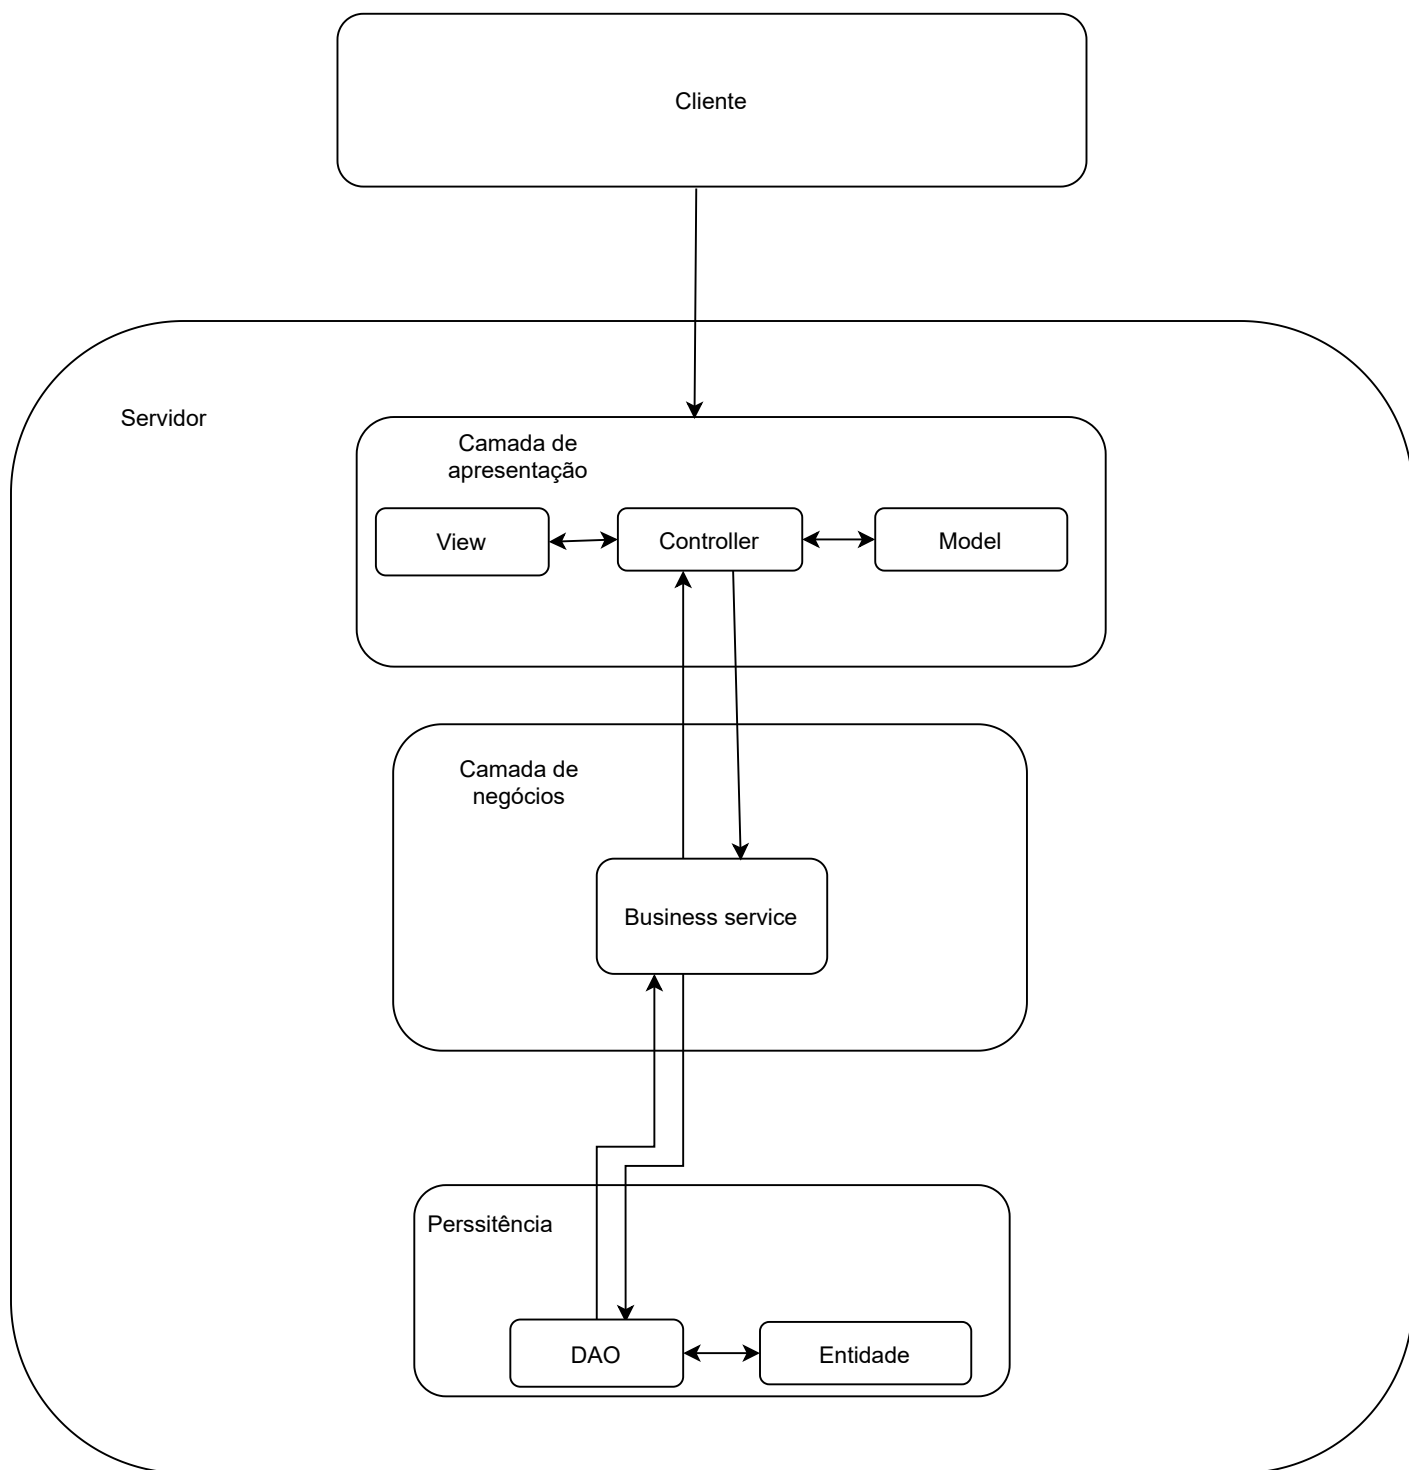 Cliente
Servidor
Camada de
apresentação
View
Controller
Model
Camada de
negócios
Business service
Perssitência
DAO
Entidade